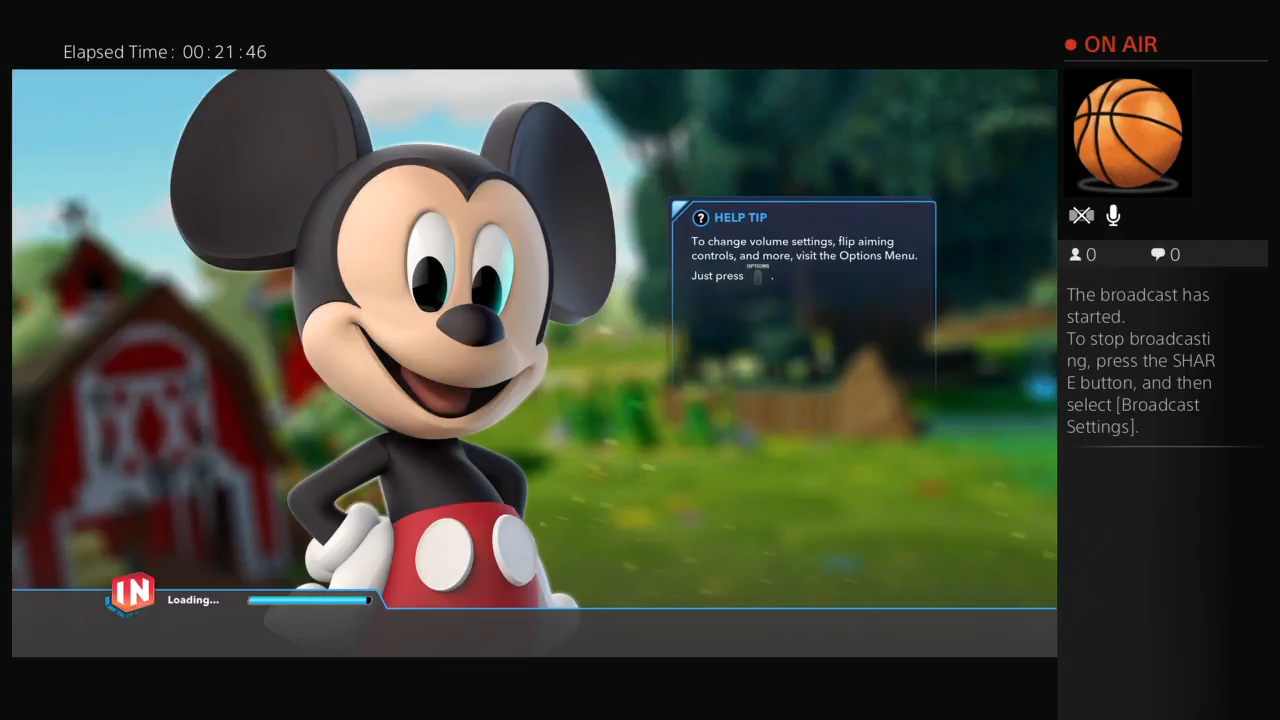 Elapsed Time: 00:21:46
ON AIR
HELP TIP
To change volume settings, flip aiming
controls, and more, visit the Options Menu.
OPTIONS
Just press .
0 0
The broadcast has
started.
To stop broadcasti
ng, press the SHAR
E button, and then
select [Broadcast
Settings].
IN
Loading...